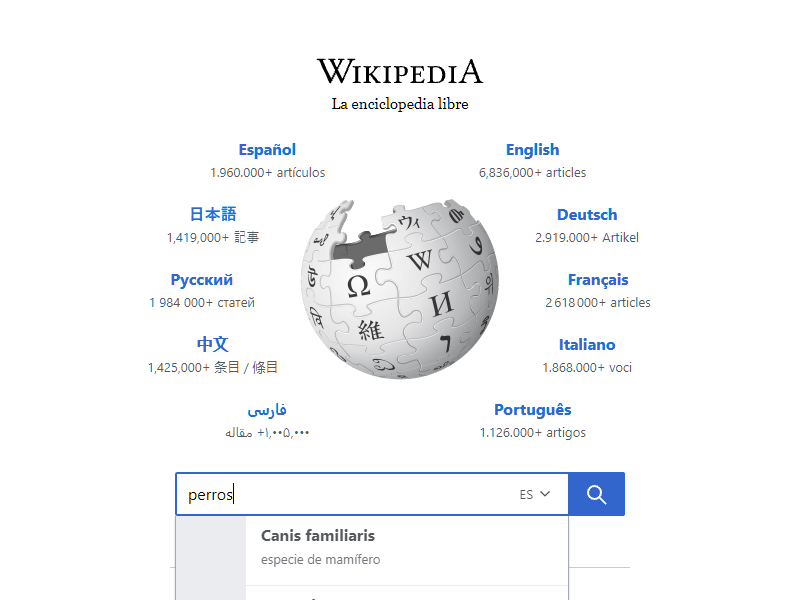 WIKIPEDIA
La enciclopedia libre
Español
1.960.000+ artículos
English
6,836,000+ articles
日本語
1,419,000+ 記事
Deutsch
2.919.000+ Artikel
Русский
1 984 000+ статей
Français
2 618 000+ articles
中文
1,425,000+ 条目 / 條目
Italiano
1.868.000+ voci
فارسی
۱٬۰۰۵٬۰۰۰+ مقاله
Português
1.126.000+ artigos
Ω
W
И
維
ウィ
perros
ES
Canis familiaris
especie de mamífero